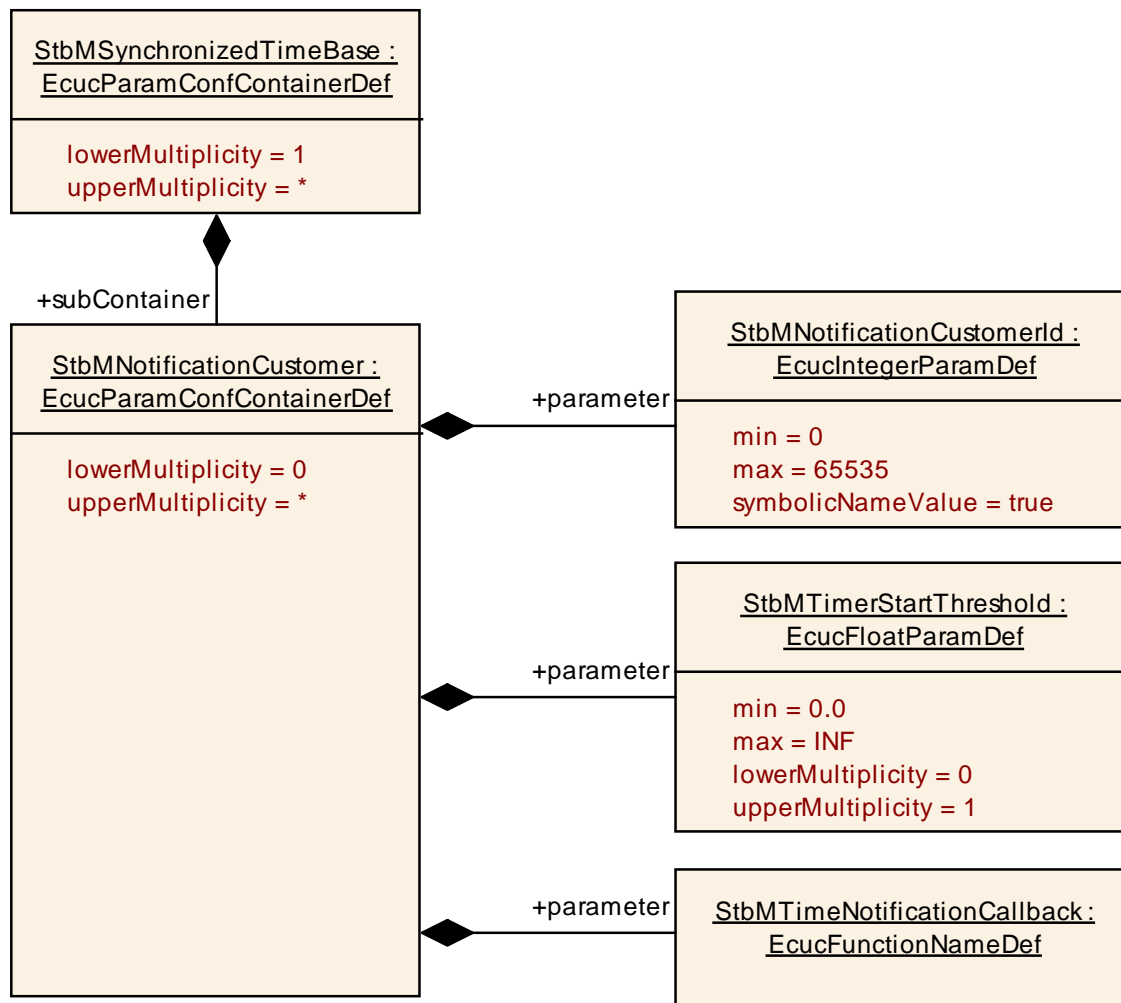 StbMSynchronizedTimeBase :
EcucParamConfContainerDef
lowerMultiplicity = 1
upperMultiplicity = *
+subContainer
StbMNotificationCustomer :
EcucParamConfContainerDef
lowerMultiplicity = 0
upperMultiplicity = *
+parameter
StbMNotificationCustomerId :
EcucIntegerParamDef
min = 0
max = 65535
symbolicNameValue = true
+parameter
StbMTimerStartThreshold :
EcucFloatParamDef
min = 0.0
max = INF
lowerMultiplicity = 0
upperMultiplicity = 1
+parameter
StbMTimeNotificationCallback :
EcucFunctionNameDef